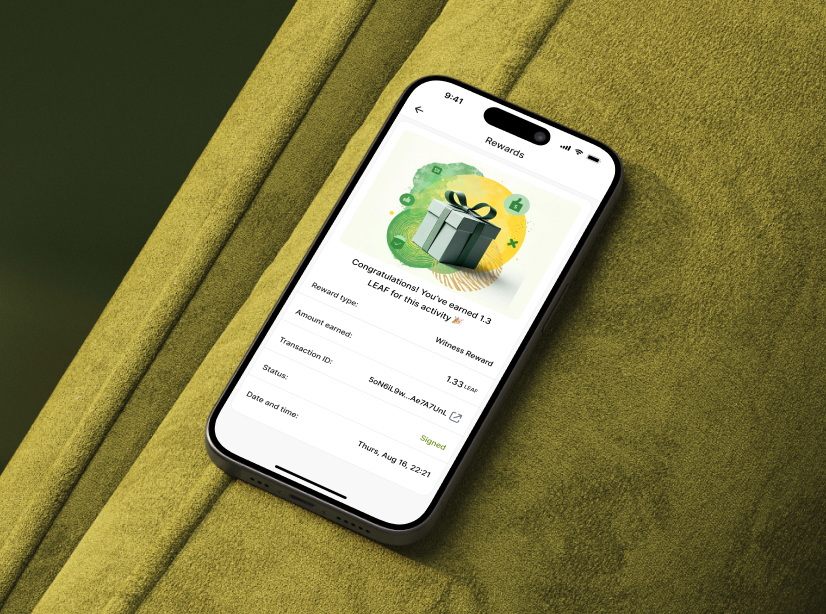 9:41
Rewards
Congratulations! You've earned 1.3
LEAF for this activity 🎉
Reward type:
Witness Reward
Amount earned:
1.33 LEAF
Transaction ID:
5oN6iL9w...Ae7A7UnL
Status:
Signed
Date and time:
Thurs, Aug 16, 22:21